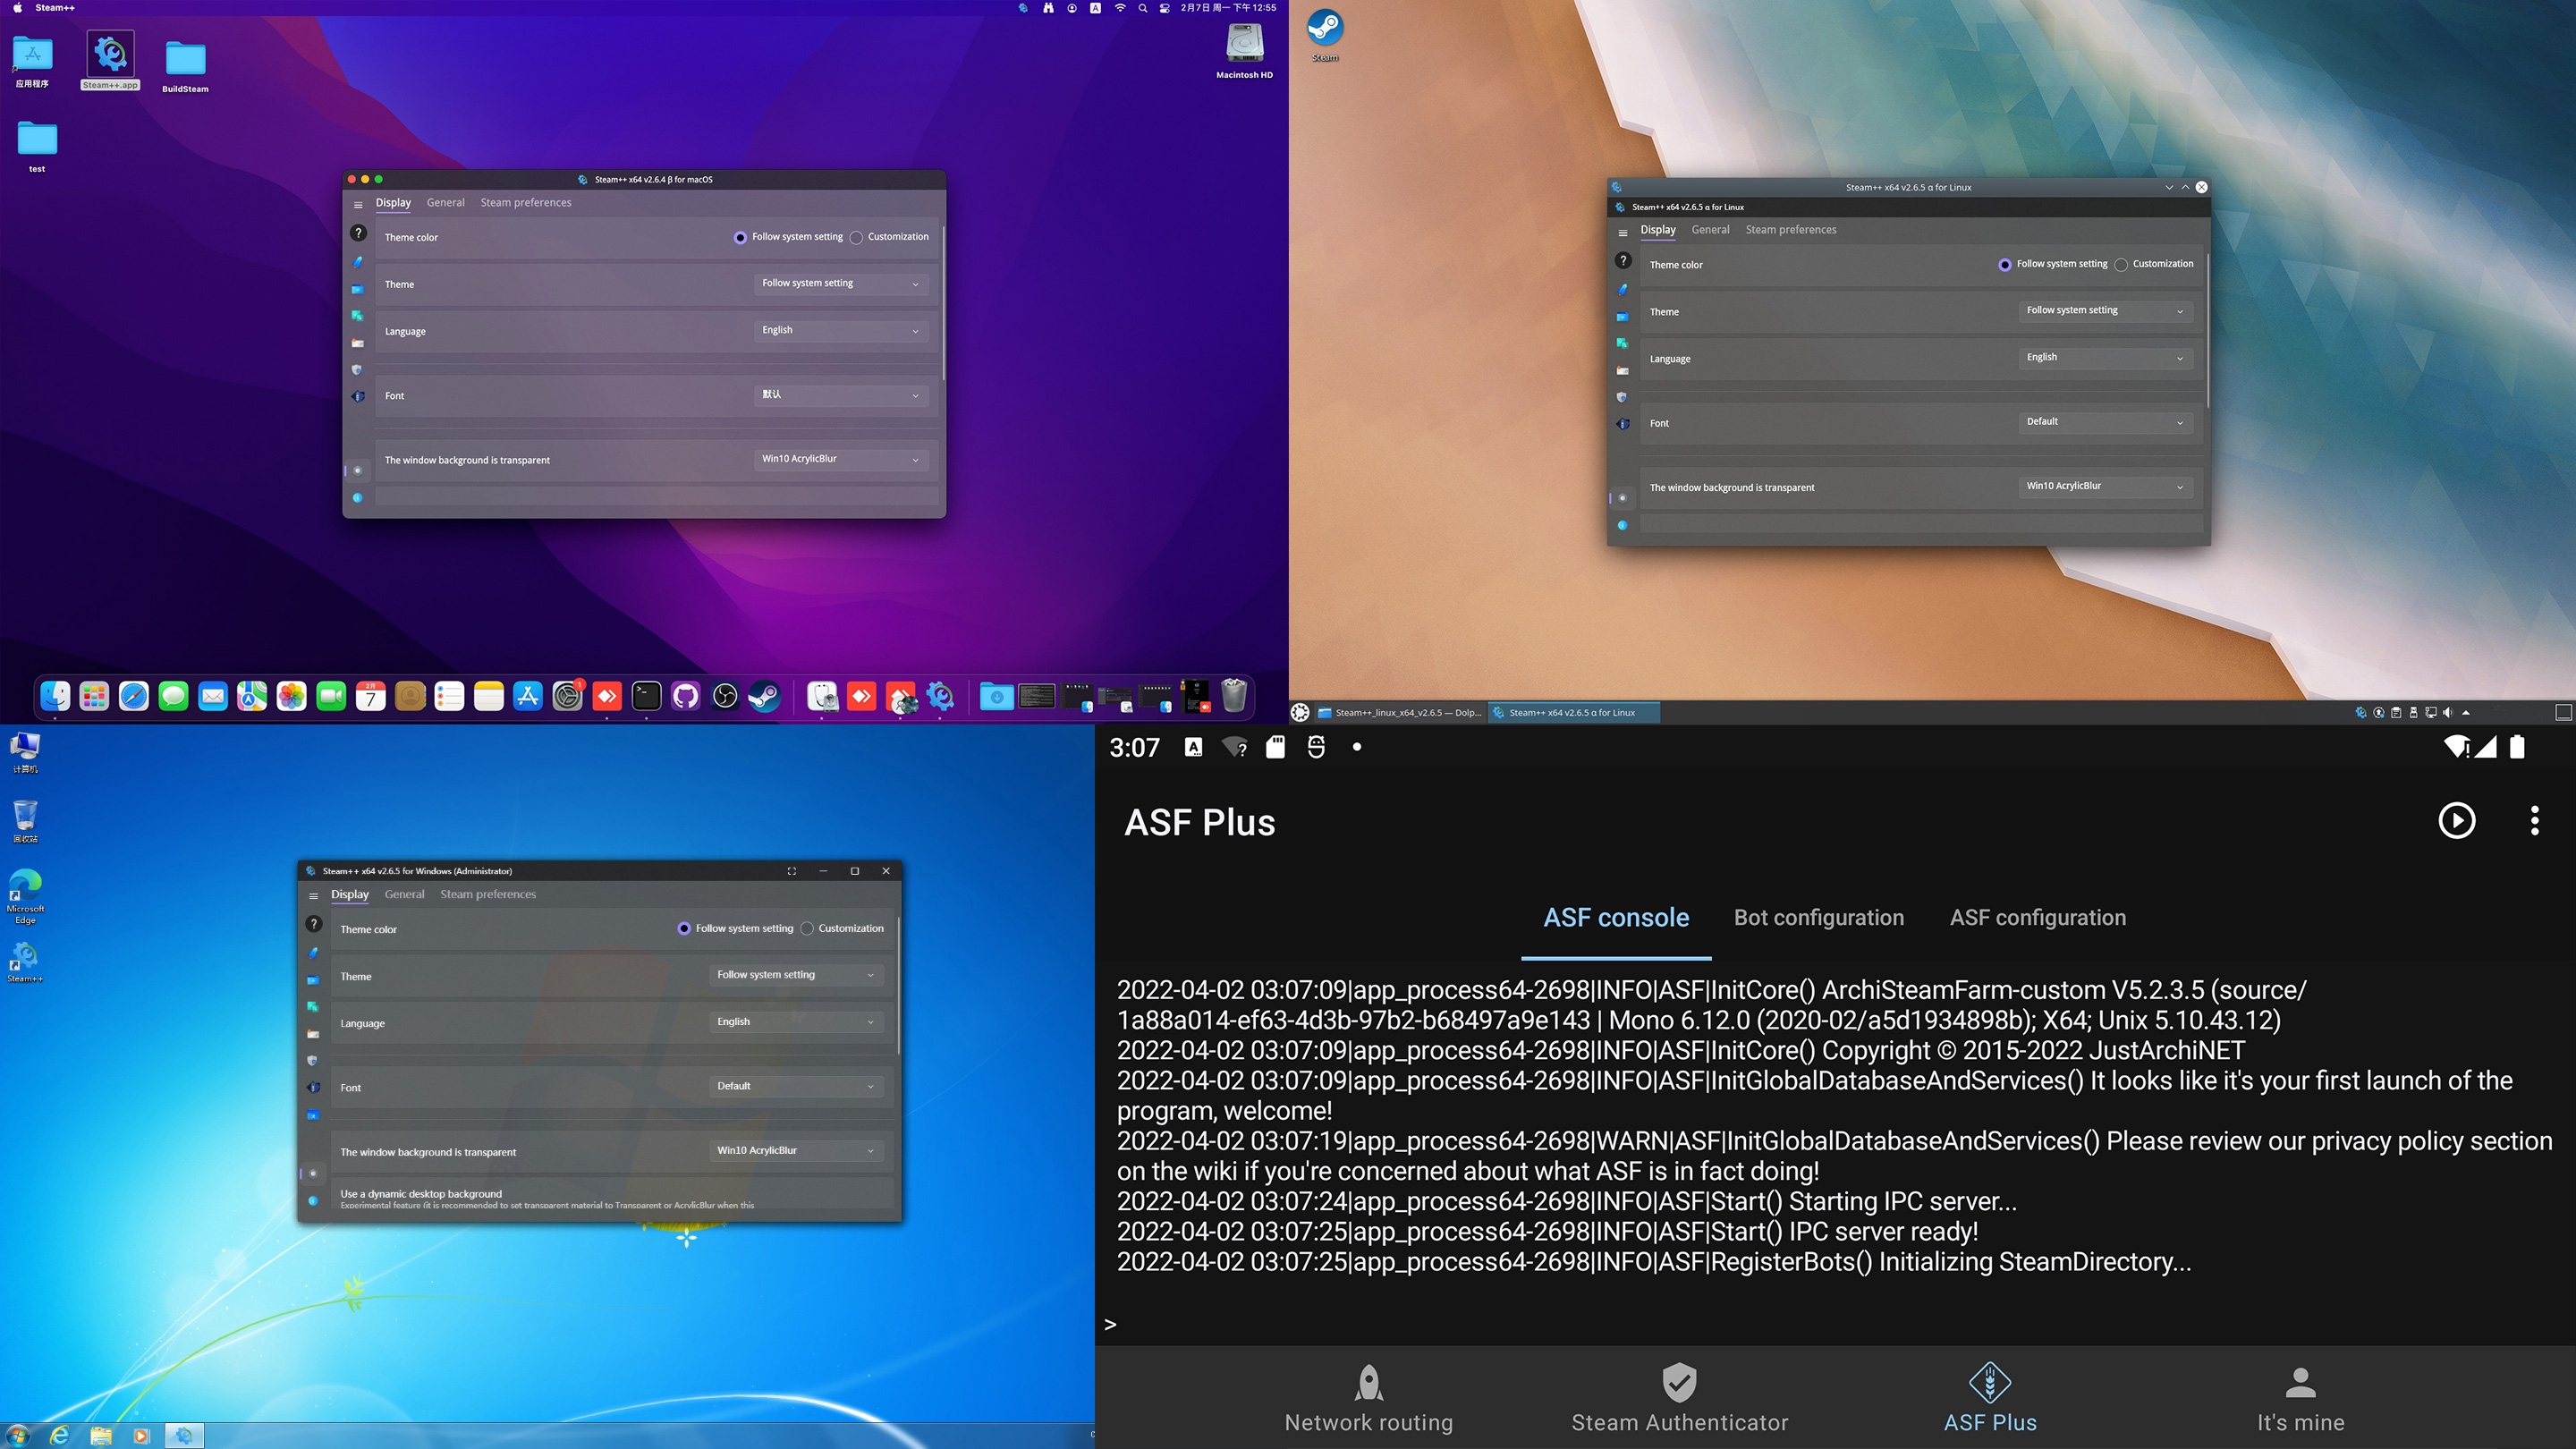 Steam++
2月7日 周一 下午 12:55
应用程序
Steam++.app
BuildSteam
test
Macintosh HD
Steam++ x64 v2.6.4 β for macOS
Display General Steam preferences
Theme color Follow system setting Customization
Theme Follow system setting
Language English
Font 默认
The window background is transparent Win10 AcrylicBlur
2月
7
1
Steam
Steam++ x64 v2.6.5 α for Linux
Steam++ x64 v2.6.5 α for Linux
Display General Steam preferences
Theme color Follow system setting Customization
Theme Follow system setting
Language English
Font Default
The window background is transparent Win10 AcrylicBlur
Steam++_linux_x64_v2.6.5 — Dolp...
Steam++ x64 v2.6.5 α for Linux
计算机
回收站
Microsoft
Edge
Steam++
Steam++ x64 v2.6.5 for Windows (Administrator)
Display General Steam preferences
Theme color Follow system setting Customization
Theme Follow system setting
Language English
Font Default
The window background is transparent Win10 AcrylicBlur
Use a dynamic desktop background
Experimental feature (it is recommended to set transparent material to Transparent or AcrylicBlur when this
3:07
ASF Plus
ASF console Bot configuration ASF configuration
2022-04-02 03:07:09|app_process64-2698|INFO|ASF|InitCore() ArchiSteamFarm-custom V5.2.3.5 (source/
1a88a014-ef63-4d3b-97b2-b68497a9e143 | Mono 6.12.0 (2020-02/a5d1934898b); X64; Unix 5.10.43.12)
2022-04-02 03:07:09|app_process64-2698|INFO|ASF|InitCore() Copyright © 2015-2022 JustArchiNET
2022-04-02 03:07:09|app_process64-2698|INFO|ASF|InitGlobalDatabaseAndServices() It looks like it's your first launch of the
program, welcome!
2022-04-02 03:07:19|app_process64-2698|WARN|ASF|InitGlobalDatabaseAndServices() Please review our privacy policy section
on the wiki if you're concerned about what ASF is in fact doing!
2022-04-02 03:07:24|app_process64-2698|INFO|ASF|Start() Starting IPC server...
2022-04-02 03:07:25|app_process64-2698|INFO|ASF|Start() IPC server ready!
2022-04-02 03:07:25|app_process64-2698|INFO|ASF|RegisterBots() Initializing SteamDirectory...
>
Network routing
Steam Authenticator
ASF Plus
It's mine